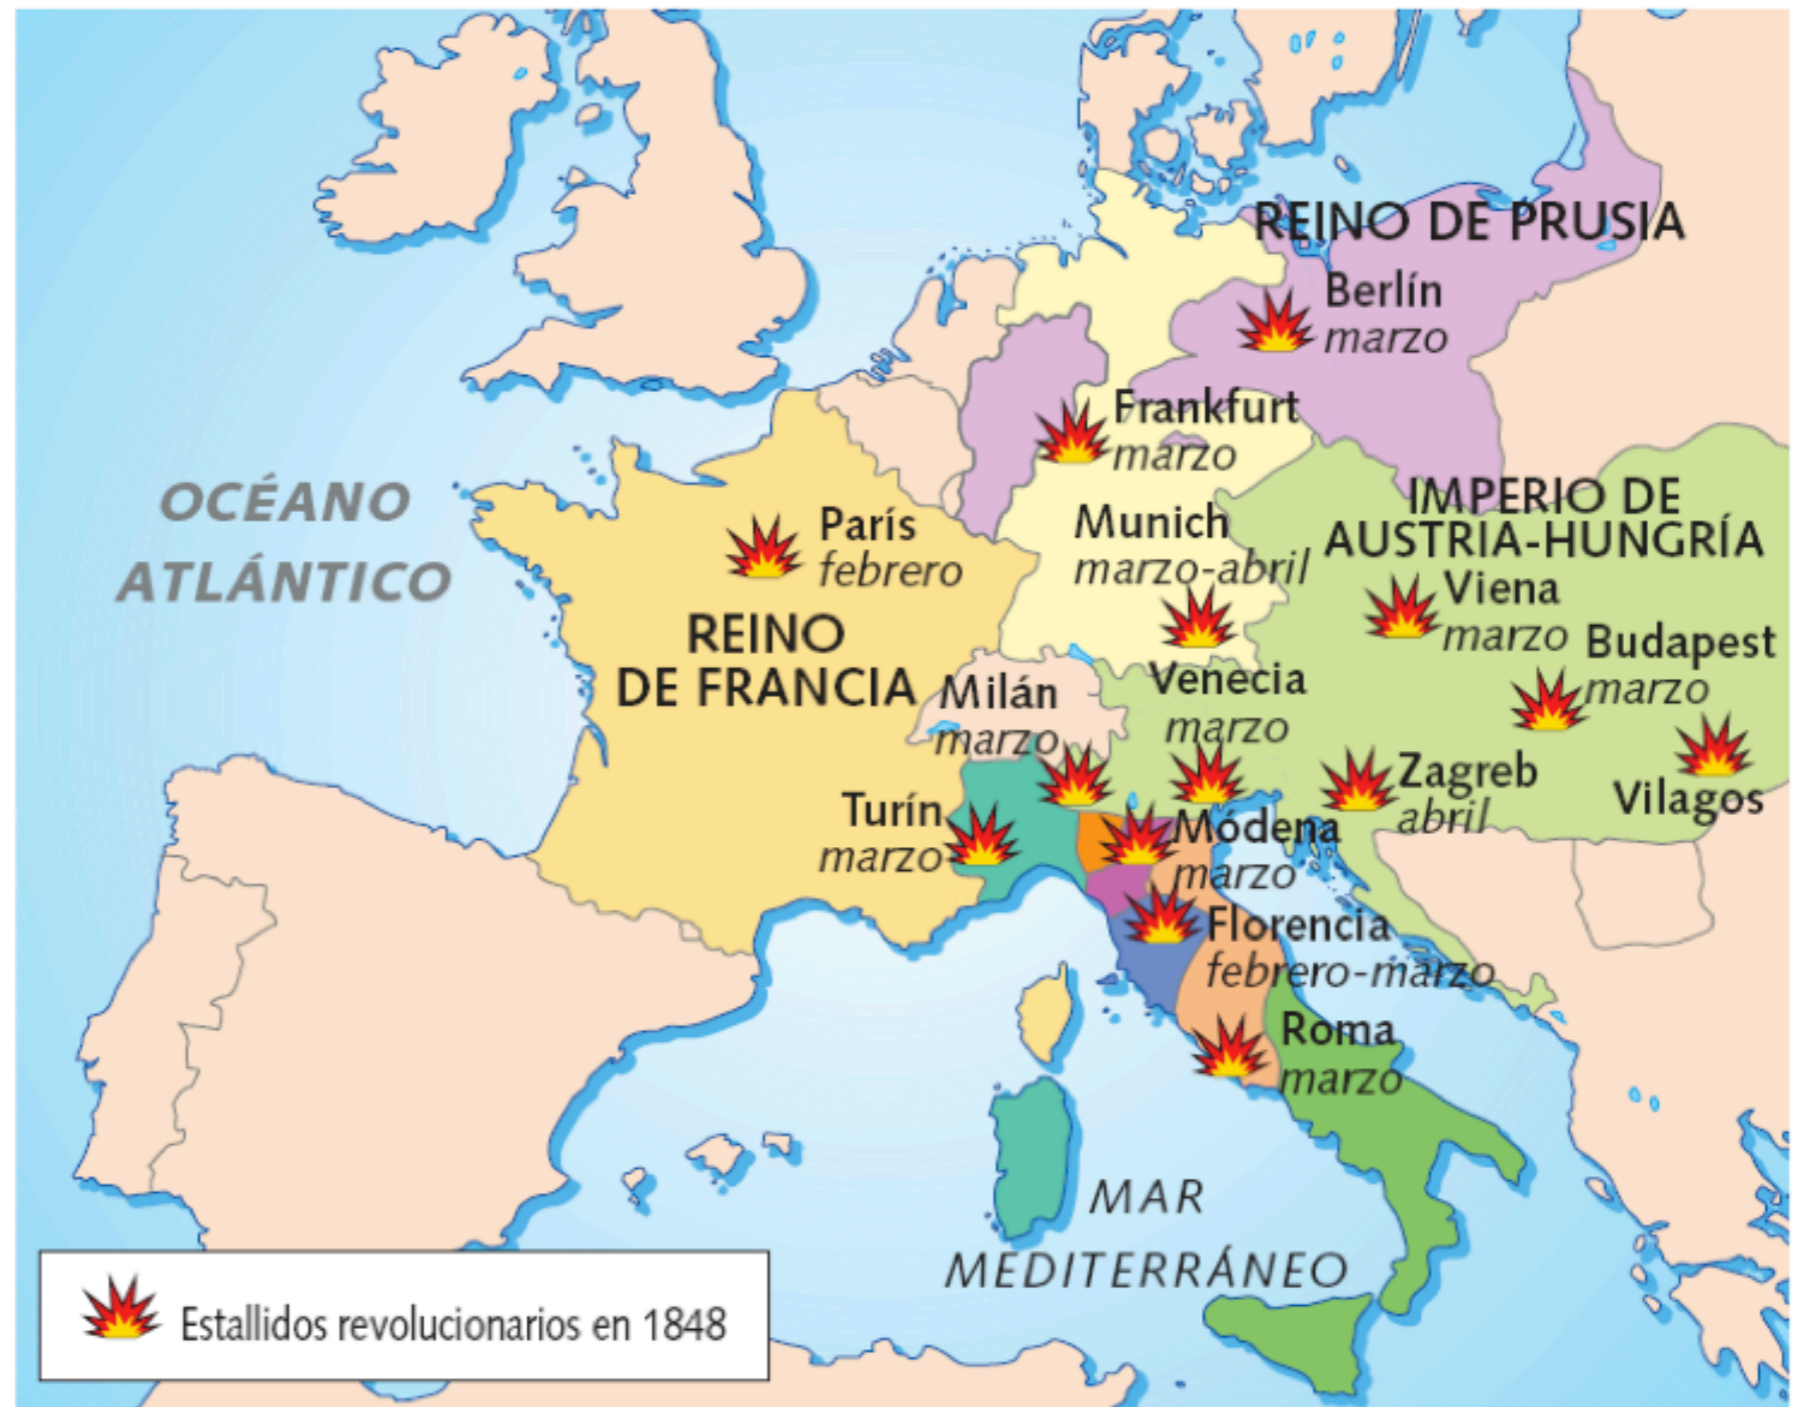 REINO DE PRUSIA
Berlín
marzo
Frankfurt
marzo
OCÉANO
ATLÁNTICO
París
febrero
Munich
marzo-abril
IMPERIO DE
AUSTRIA-HUNGRÍA
Viena
marzo
Budapest
marzo
REINO
DE FRANCIA
Milán
marzo
Venecia
marzo
Zagreb
abril
Vilagos
Turín
marzo
Módena
marzo
Florencia
febrero-marzo
Roma
marzo
MAR
MEDITERRÁNEO
Estallidos revolucionarios en 1848